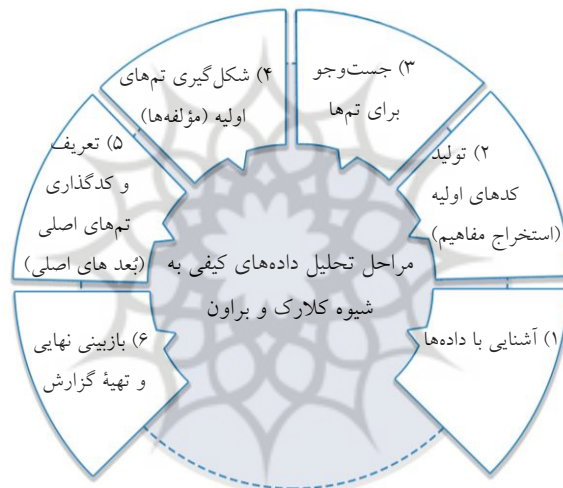 ۱) آشنایی با داده‌ها
۲) تولید
کدهای اولیه
(استخراج مفاهیم)
۳) جست‌وجو
برای تم‌ها
۴) شکل‌گیری تم‌های
اولیه (مؤلفه‌ها)
۵) تعریف
و کدگذاری
تم‌های اصلی
(بُعد های اصلی)
۶) بازبینی نهایی
و تهیۀ گزارش
مراحل تحلیل داده‌های کیفی به
شیوه کلارک و براون